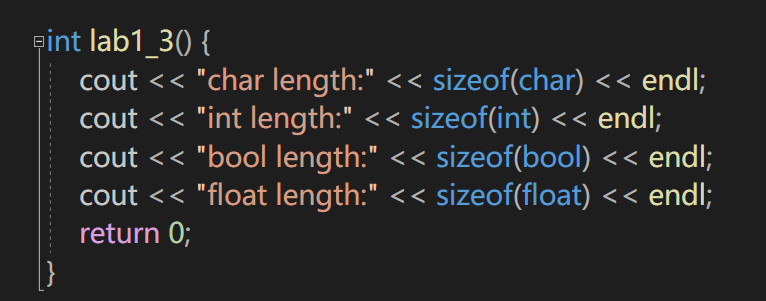 int lab1_3() {
cout << "char length:" << sizeof(char) << endl;
cout << "int length:" << sizeof(int) << endl;
cout << "bool length:" << sizeof(bool) << endl;
cout << "float length:" << sizeof(float) << endl;
return 0;
}